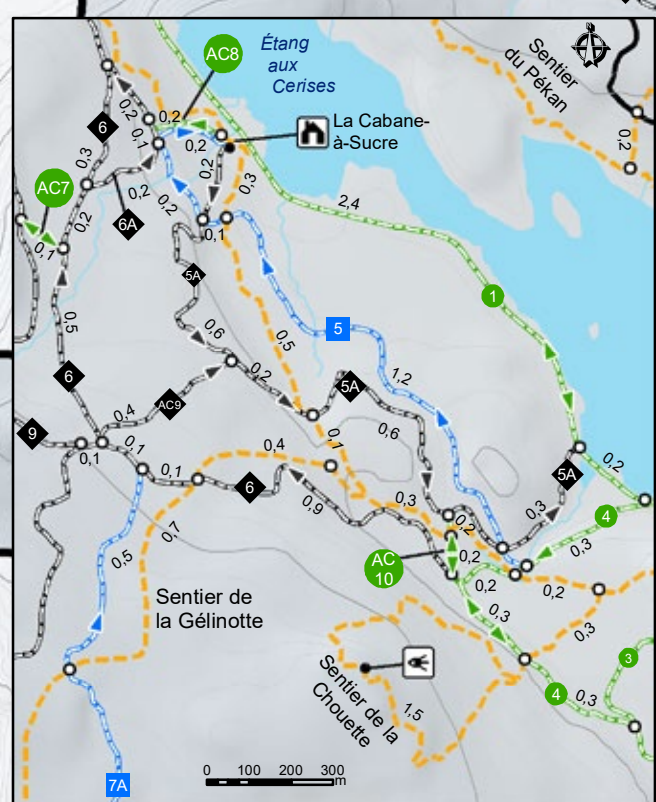 AC8
Étang
aux
Cerises
Sentier
du Pékan
La Cabane-
à-Sucre
0,2
0,2
0,2
0,1
0,2
0,2
6
0,3
0,3
AC7
0,2
0,2
6A
0,2
0,1
0,1
2,4
1
5A
0,5
0,5
5
0,6
0,2
1,2
5A
6
0,4
AC9
0,6
9
0,1
0,1
0,1
0,4
0,1
6
0,9
0,3
0,2
5A
0,2
0,3
4
0,3
0,7
0,5
AC
10
0,2
0,2
0,2
0,3
0,3
Sentier de
la Gélinotte
Sentier de la
Chouette
1,5
3
4
0,3
7A
0 100 200 300
m